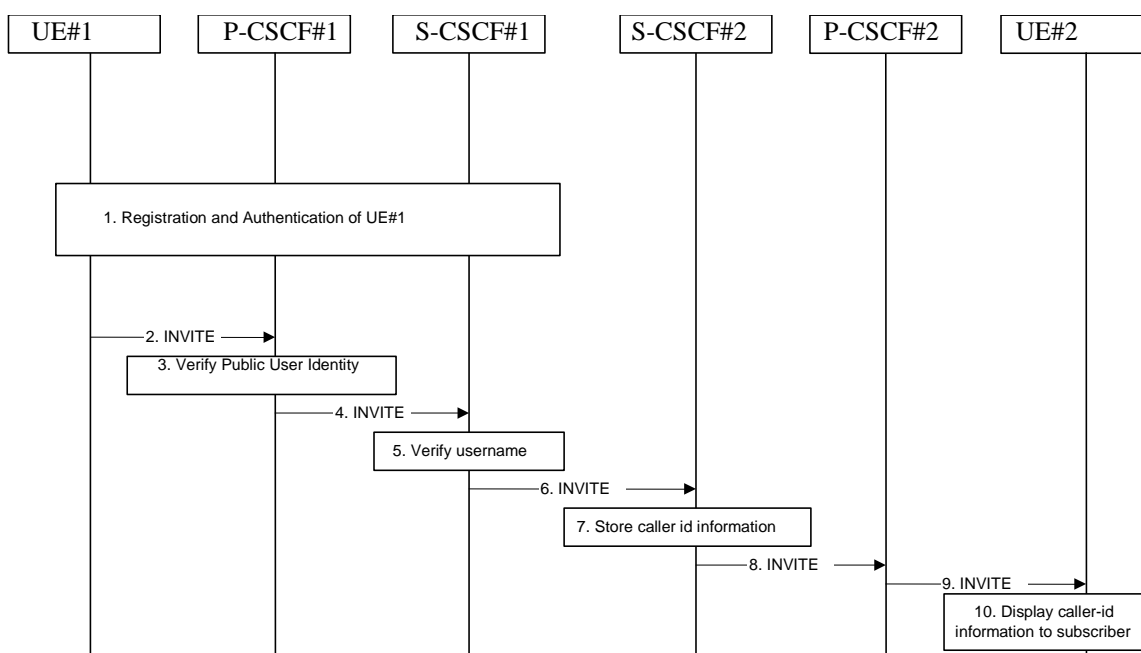 UE#1
P-CSCF#1
S-CSCF#1
S-CSCF#2
P-CSCF#2
UE#2
1. Registration and Authentication of UE#1
2. INVITE
3. Verify Public User Identity
4. INVITE
5. Verify username
6. INVITE
7. Store caller id information
8. INVITE
9. INVITE
10. Display caller-id
information to subscriber